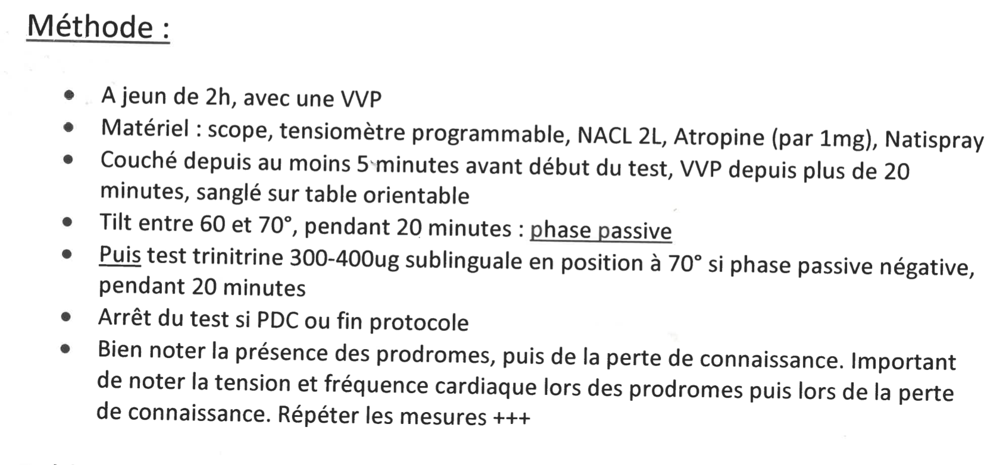 Méthode :
• A jeun de 2h, avec une VVP
• Matériel : scope, tensiomètre programmable, NACL 2L, Atropine (par 1mg), Natispray
• Couché depuis au moins 5 minutes avant début du test, VVP depuis plus de 20
minutes, sanglé sur table orientable
• Tilt entre 60 et 70°, pendant 20 minutes : phase passive
• Puis test trinitrine 300-400ug sublinguale en position à 70° si phase passive négative,
pendant 20 minutes
• Arrêt du test si PDC ou fin protocole
• Bien noter la présence des prodromes, puis de la perte de connaissance. Important
de noter la tension et fréquence cardiaque lors des prodromes puis lors de la perte
de connaissance. Répéter les mesures +++